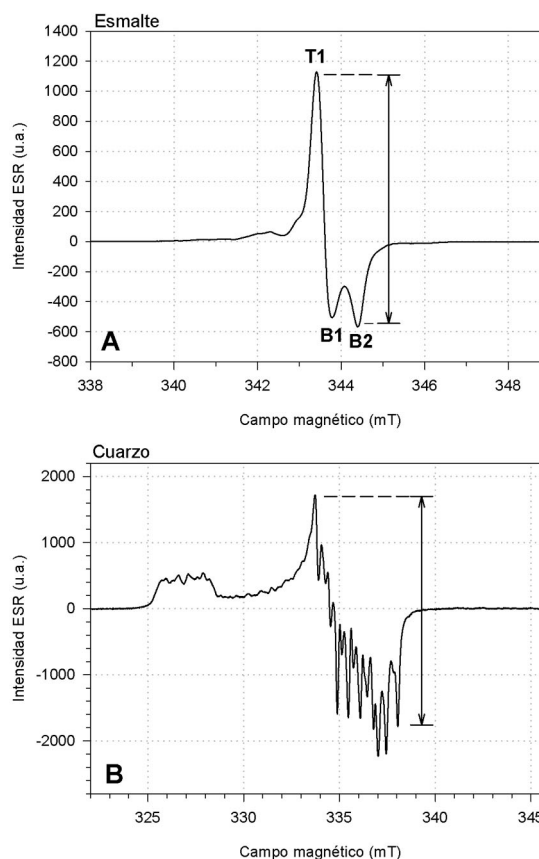 Esmalte
1400
1200
1000
800
600
400
200
0
-200
-400
-600
-800
Intensidad ESR (u.a.)
T1
B1
B2
A
338
340
342
344
346
348
Campo magnético (mT)
Cuarzo
2000
1000
0
-1000
-2000
Intensidad ESR (u.a.)
B
325
330
335
340
345
Campo magnético (mT)